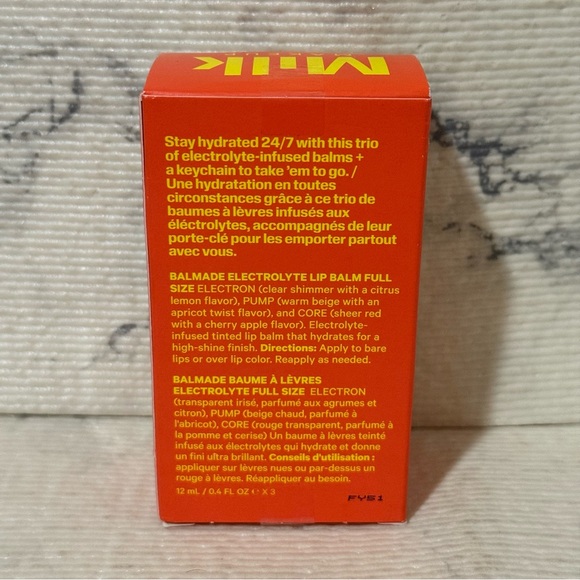 Milk
MAKEUP
Stay hydrated 24/7 with this trio
of electrolyte-infused balms +
a keychain to take 'em to go. /
Une hydratation en toutes
circonstances grâce à ce trio de
baumes à lèvres infusés aux
éléctrolytes, accompagnés de leur
porte-clé pour les emporter partout
avec vous.
BALMADE ELECTROLYTE LIP BALM FULL
SIZE ELECTRON (clear shimmer with a citrus
lemon flavor), PUMP (warm beige with an
apricot twist flavor), and CORE (sheer red
with a cherry apple flavor). Electrolyte-
infused tinted lip balm that hydrates for a
high-shine finish. Directions: Apply to bare
lips or over lip color. Reapply as needed.
BALMADE BAUME À LÈVRES
ELECTROLYTE FULL SIZE ELECTRON
(transparent irisé, parfumé aux agrumes et
citron), PUMP (beige chaud, parfumé à
l'abricot), CORE (rouge transparent, parfumé à
la pomme et cerise) Un baume à lèvres teinté
infusé aux électrolytes qui hydrate et donne
un fini ultra brillant. Conseils d'utilisation :
appliquer sur lèvres nues ou par-dessus un
rouge à lèvres. Réappliquer au besoin.
12 mL / 0.4 FL OZ ℮ X 3
FY51